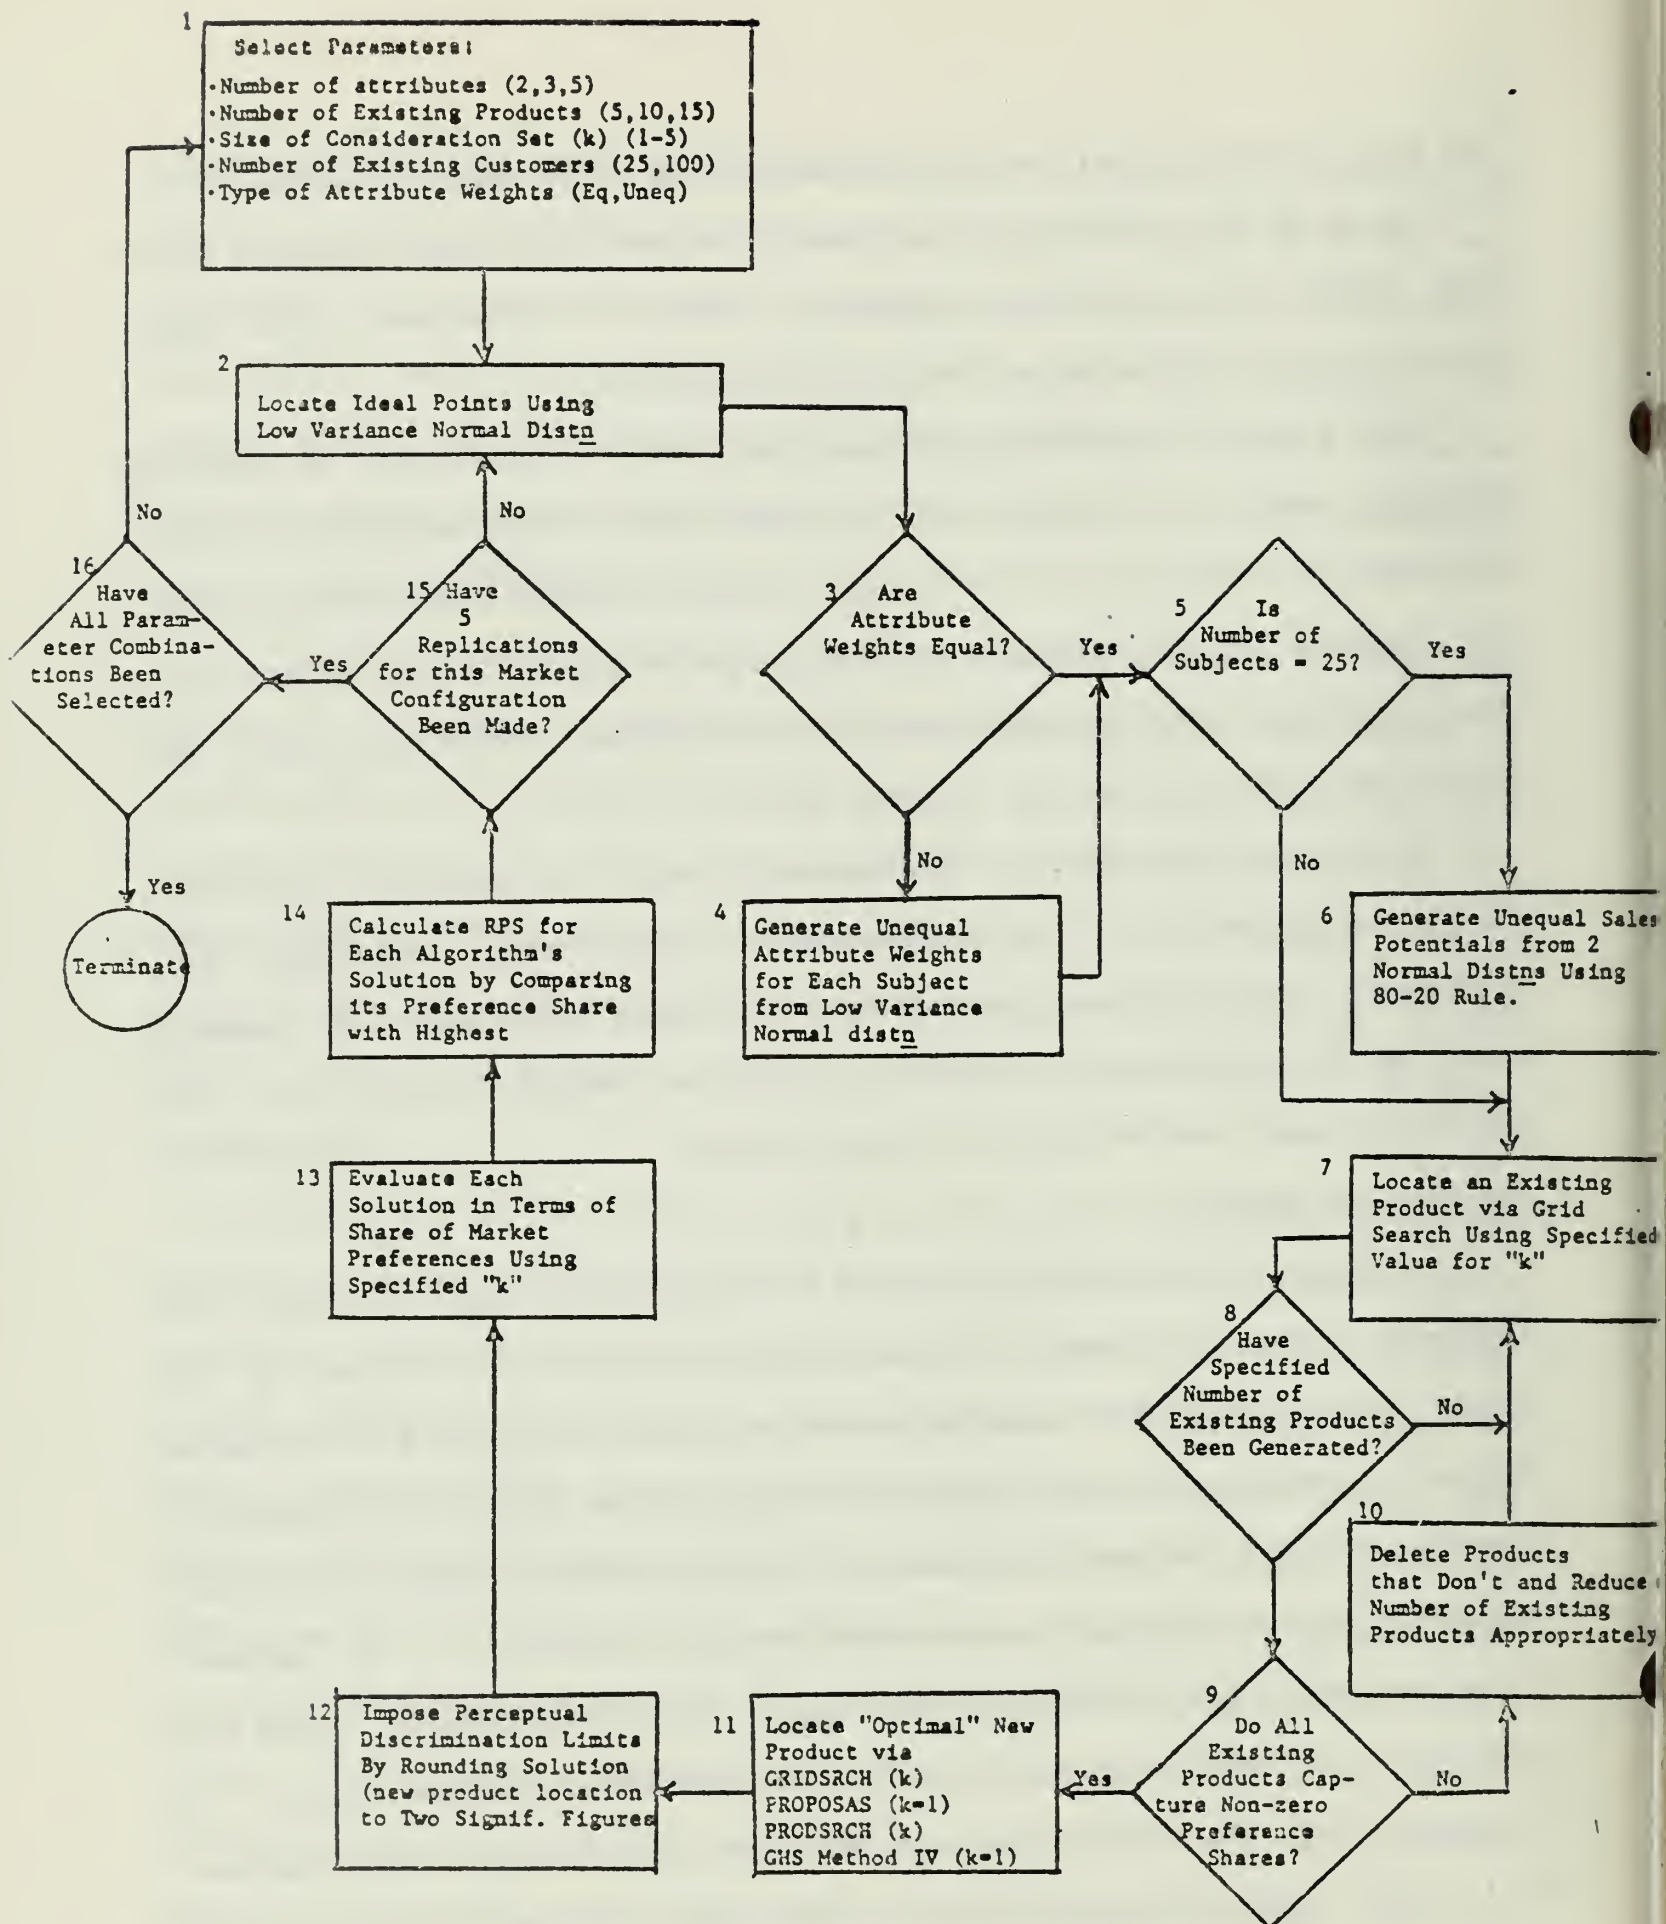 1
Select Parameters:
·Number of attributes (2,3,5)
·Number of Existing Products (5,10,15)
·Size of Consideration Set (k) (1-5)
·Number of Existing Customers (25,100)
·Type of Attribute Weights (Eq,Uneq)
2
Locate Ideal Points Using
Low Variance Normal Distn
No
No
16
Have
All Param-
eter Combina-
tions Been
Selected?
Yes
15 Have
5
Replications
for this Market
Configuration
Been Made?
3 Are
Attribute
Weights Equal?
Yes
5 Is
Number of
Subjects = 25?
Yes
No
No
Yes
Terminate
14
Calculate RPS for
Each Algorithm's
Solution by Comparing
its Preference Share
with Highest
4
Generate Unequal
Attribute Weights
for Each Subject
from Low Variance
Normal distn
6
Generate Unequal Sales
Potentials from 2
Normal Distns Using
80-20 Rule.
13
Evaluate Each
Solution in Terms of
Share of Market
Preferences Using
Specified "k"
7
Locate an Existing
Product via Grid
Search Using Specified
Value for "k"
8
Have
Specified
Number of
Existing Products
Been Generated?
No
10
Delete Products
that Don't and Reduce
Number of Existing
Products Appropriately
12
Impose Perceptual
Discrimination Limits
By Rounding Solution
(new product location
to Two Signif. Figures
11
Locate "Optimal" New
Product via
GRIDSRCH (k)
PROPOSAS (k=1)
PRODSRCH (k)
GHS Method IV (k=1)
Yes
9
Do All
Existing
Products Cap-
ture Non-zero
Preference
Shares?
No